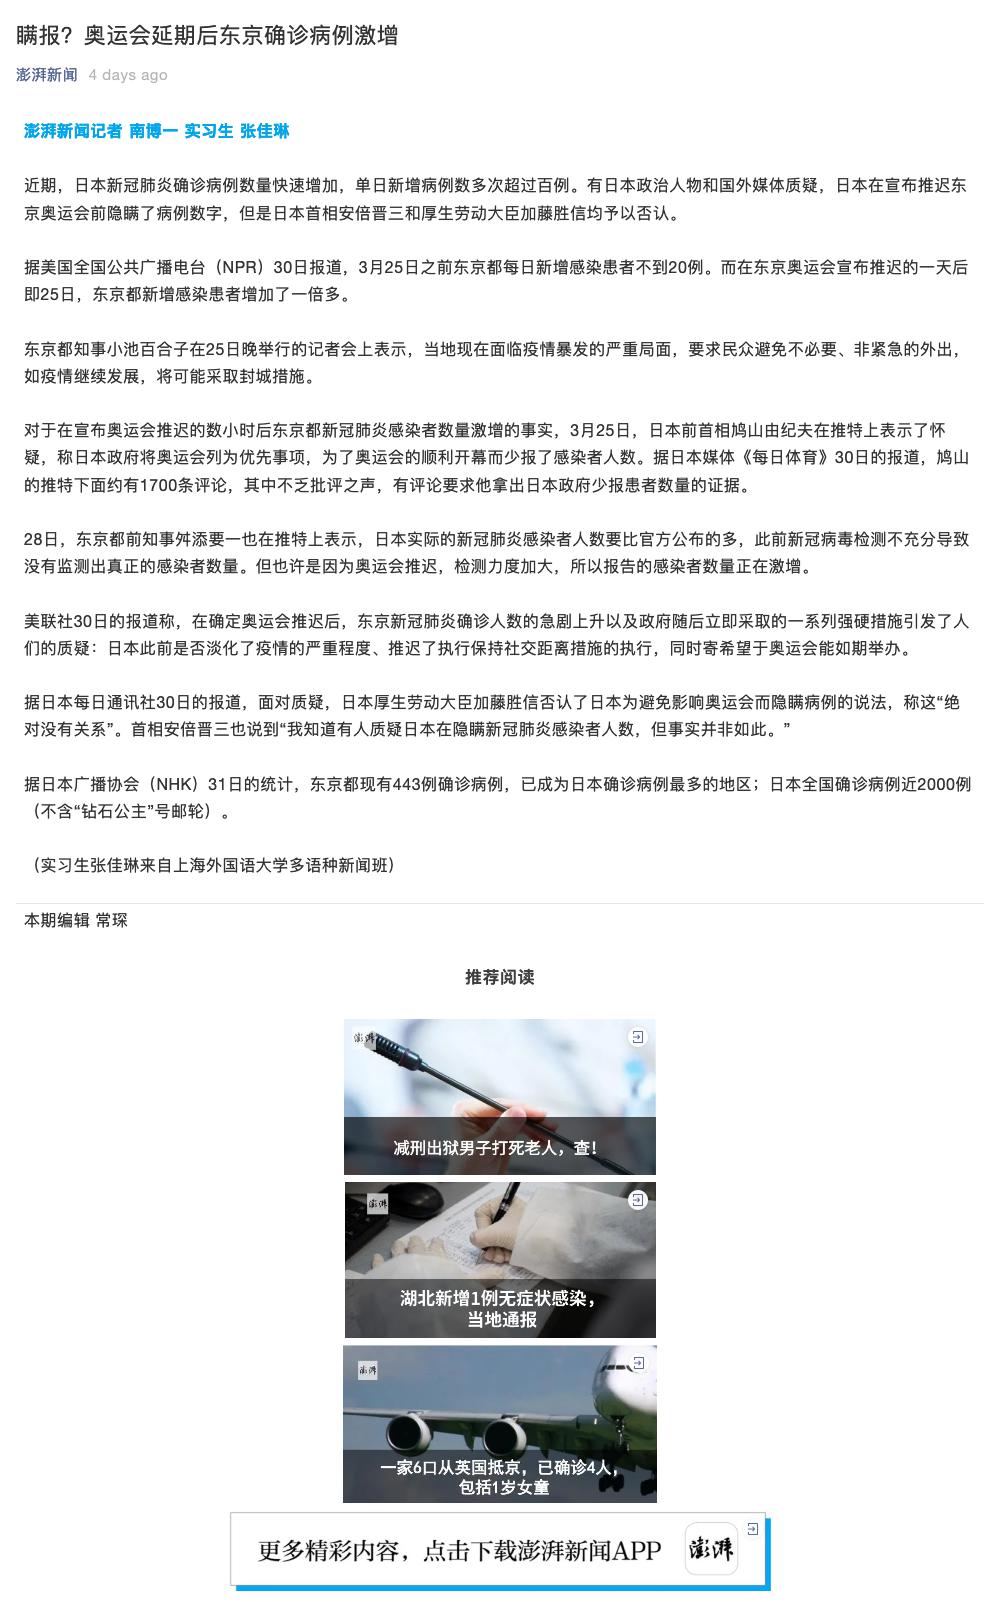 瞒报？奥运会延期后东京确诊病例激增
澎湃新闻 4 days ago
澎湃新闻记者 南博一 实习生 张佳琳
近期，日本新冠肺炎确诊病例数量快速增加，单日新增病例数多次超过百例。有日本政治人物和国外媒体质疑，日本在宣布推迟东
京奥运会前隐瞒了病例数字，但是日本首相安倍晋三和厚生劳动大臣加藤胜信均予以否认。
据美国全国公共广播电台（NPR）30日报道，3月25日之前东京都每日新增感染患者不到20例。而在东京奥运会宣布推迟的一天后
即25日，东京都新增感染患者增加了一倍多。
东京都知事小池百合子在25日晚举行的记者会上表示，当地现在面临疫情暴发的严重局面，要求民众避免不必要、非紧急的外出，
如疫情继续发展，将可能采取封城措施。
对于在宣布奥运会推迟的数小时后东京都新冠肺炎感染者数量激增的事实，3月25日，日本前首相鸠山由纪夫在推特上表示了怀
疑，称日本政府将奥运会列为优先事项，为了奥运会的顺利开幕而少报了感染者人数。据日本媒体《每日体育》30日的报道，鸠山
的推特下面约有1700条评论，其中不乏批评之声，有评论要求他拿出日本政府少报患者数量的证据。
28日，东京都前知事舛添要一也在推特上表示，日本实际的新冠肺炎感染者人数要比官方公布的多，此前新冠病毒检测不充分导致
没有监测出真正的感染者数量。但也许是因为奥运会推迟，检测力度加大，所以报告的感染者数量正在激增。
美联社30日的报道称，在确定奥运会推迟后，东京新冠肺炎确诊人数的急剧上升以及政府随后立即采取的一系列强硬措施引发了人
们的质疑：日本此前是否淡化了疫情的严重程度、推迟了执行保持社交距离措施的执行，同时寄希望于奥运会能如期举办。
据日本每日通讯社30日的报道，面对质疑，日本厚生劳动大臣加藤胜信否认了日本为避免影响奥运会而隐瞒病例的说法，称这“绝
对没有关系”。首相安倍晋三也说到“我知道有人质疑日本在隐瞒新冠肺炎感染者人数，但事实并非如此。”
据日本广播协会（NHK）31日的统计，东京都现有443例确诊病例，已成为日本确诊病例最多的地区；日本全国确诊病例近2000例
（不含“钻石公主”号邮轮）。
（实习生张佳琳来自上海外国语大学多语种新闻班）
本期编辑 常琛
推荐阅读
澎湃
减刑出狱男子打死老人，查！
澎湃
湖北新增1例无症状感染，
当地通报
澎湃
一家6口从英国抵京，已确诊4人，
包括1岁女童
更多精彩内容，点击下载澎湃新闻APP 澎湃